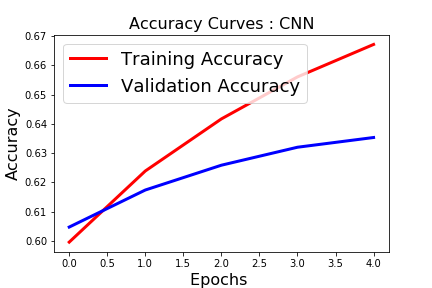 Accuracy Curves : CNN
0.67
0.66
0.65
0.64
0.63
0.62
0.61
0.60
Accuracy
Training Accuracy
Validation Accuracy
0.0 0.5 1.0 1.5 2.0 2.5 3.0 3.5 4.0
Epochs